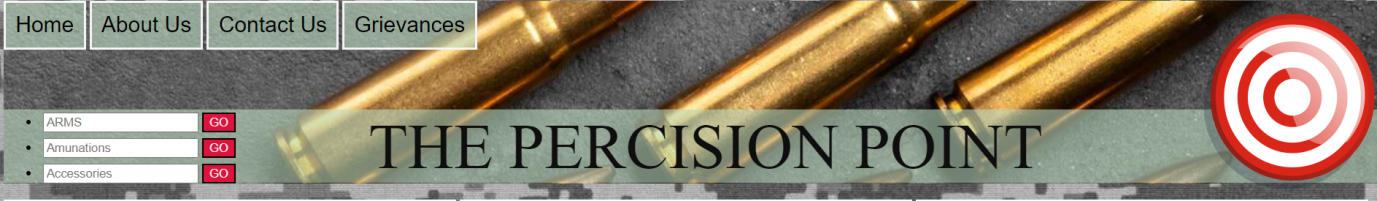 Home About Us Contact Us Grievances
ARMS GO
Amunations GO
Accessories GO
THE PERCISION POINT